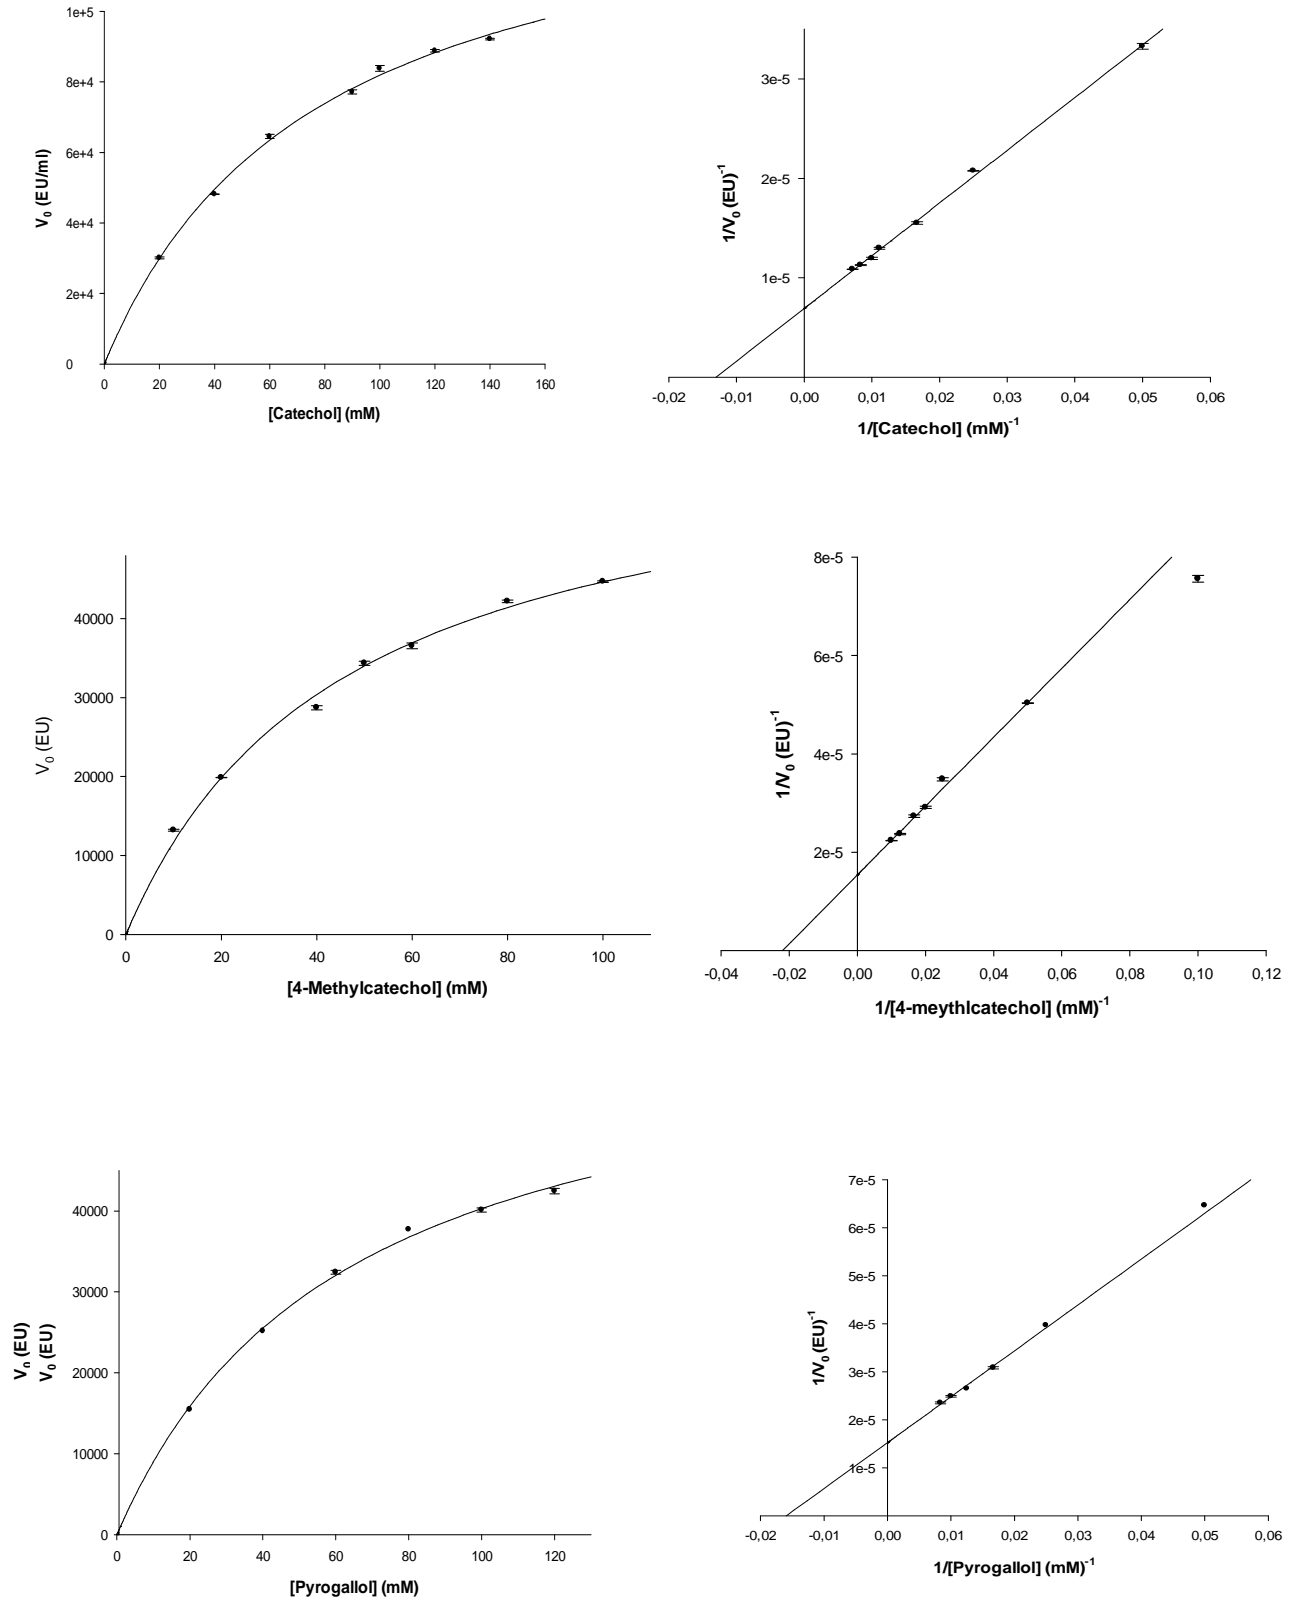 1e+5
8e+4
6e+4
4e+4
2e+4
0
V0 (EU/ml)
0 20 40 60 80 100 120 140 160
[Catechol] (mM)
3e-5
2e-5
1e-5
1/V0 (EU)-1
-0,02 -0,01 0,00 0,01 0,02 0,03 0,04 0,05 0,06
1/[Catechol] (mM)-1
40000
30000
20000
10000
0
V0 (EU)
0 20 40 60 80 100
[4-Methylcatechol] (mM)
8e-5
6e-5
4e-5
2e-5
1/V0 (EU)-1
-0,04 -0,02 0,00 0,02 0,04 0,06 0,08 0,10 0,12
1/[4-meythlcatechol] (mM)-1
40000
30000
20000
10000
0
V0 (EU)
V0 (EU)
0 20 40 60 80 100 120
[Pyrogallol] (mM)
7e-5
6e-5
5e-5
4e-5
3e-5
2e-5
1e-5
1/V0 (EU)-1
-0,02 -0,01 0,00 0,01 0,02 0,03 0,04 0,05 0,06
1/[Pyrogallol] (mM)-1